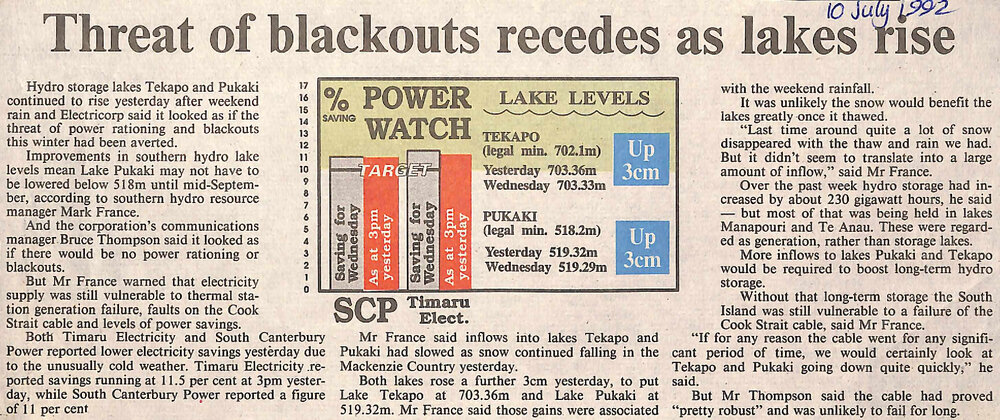 10 July 1992
Threat of blackouts recedes as lakes rise
Hydro storage lakes Tekapo and Pukaki
continued to rise yesterday after weekend
rain and Electricorp said it looked as if the
threat of power rationing and blackouts
this winter had been averted.
Improvements in southern hydro lake
levels mean Lake Pukaki may not have to
be lowered below 518m until mid-Septem-
ber, according to southern hydro resource
manager Mark France.
And the corporation's communications
manager Bruce Thompson said it looked as
if there would be no power rationing or
blackouts.
But Mr France warned that electricity
supply was still vulnerable to thermal sta-
tion generation failure, faults on the Cook
Strait cable and levels of power savings.
Both Timaru Electricity and South Canterbury
Power reported lower electricity savings yesterday due
to the unusually cold weather. Timaru Electricity re-
ported savings running at 11.5 per cent at 3pm yester-
day, while South Canterbury Power reported a figure
of 11 per cent
17
16
15
14
13
12
11
10
9
8
7
6
5
4
3
2
1
0
% SAVING
POWER
WATCH
TARGET
Saving for
Wednesday
As at 3pm
yesterday
Saving for
Wednesday
As at 3pm
yesterday
SCP
Timaru
Elect.
LAKE LEVELS
TEKAPO
(legal min. 702.1m)
Yesterday 703.36m
Wednesday 703.33m
Up
3cm
PUKAKI
(legal min. 518.2m)
Yesterday 519.32m
Wednesday 519.29m
Up
3cm
Mr France said inflows into lakes Tekapo and
Pukaki had slowed as snow continued falling in the
Mackenzie Country yesterday.
Both lakes rose a further 3cm yesterday, to put
Lake Tekapo at 703.36m and Lake Pukaki at
519.32m. Mr France said those gains were associated
with the weekend rainfall.
It was unlikely the snow would benefit the
lakes greatly once it thawed.
"Last time around quite a lot of snow
disappeared with the thaw and rain we had.
But it didn't seem to translate into a large
amount of inflow," said Mr France.
Over the past week hydro storage had in-
creased by about 230 gigawatt hours, he said
— but most of that was being held in lakes
Manapouri and Te Anau. These were regard-
ed as generation, rather than storage lakes.
More inflows to lakes Pukaki and Tekapo
would be required to boost long-term hydro
storage.
Without that long-term storage the South
Island was still vulnerable to a failure of the
Cook Strait cable, said Mr France.
"If for any reason the cable went for any signifi-
cant period of time, we would certainly look at
Tekapo and Pukaki going down quite quickly," he
said.
But Mr Thompson said the cable had proved
"pretty robust" and was unlikely to fail for long.